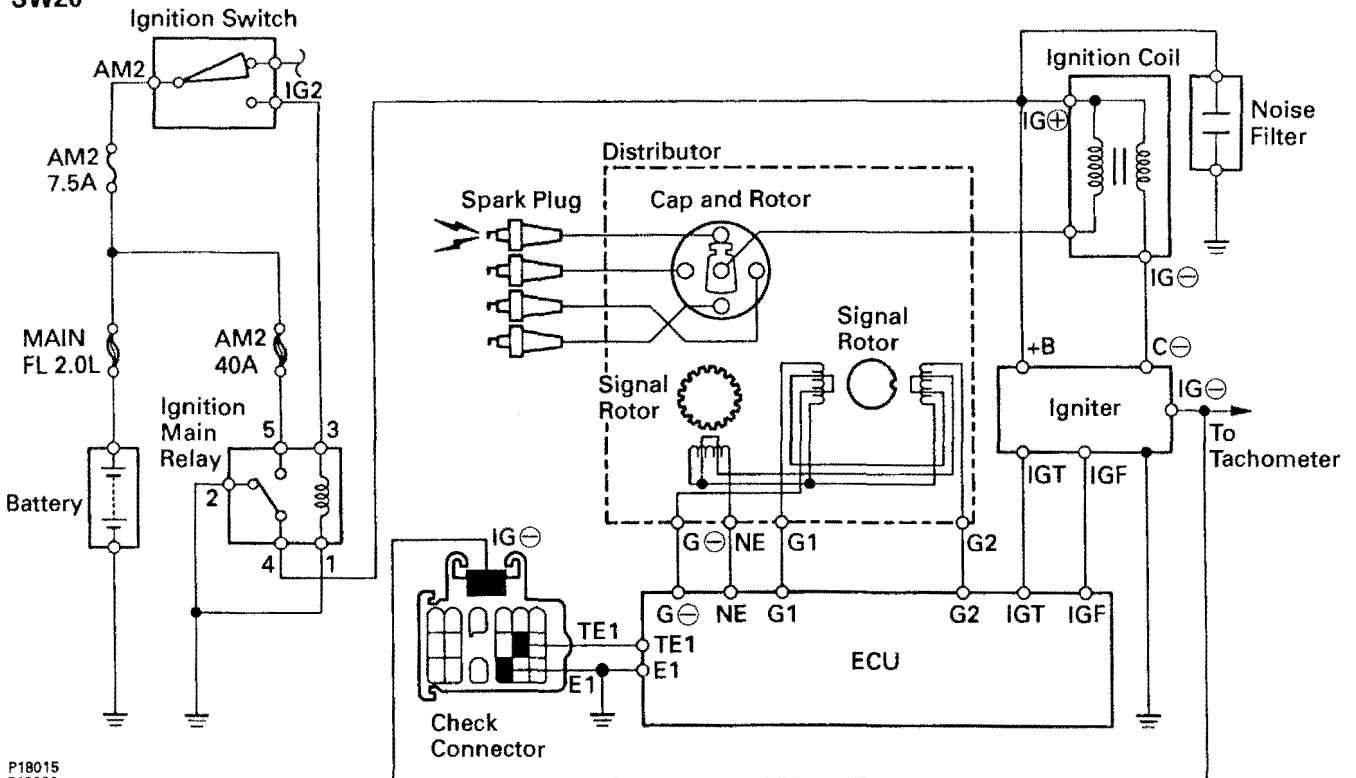 SW20
Ignition Switch
AM2
IG2
AM2
7.5A
MAIN
FL 2.0L
AM2
40A
Ignition
Main
Relay
5
3
2
4
1
Battery
Distributor
Spark Plug
Cap and Rotor
Signal
Rotor
Signal
Rotor
Ignition Coil
IG⊕
IG⊖
Noise
Filter
+B
C⊖
Igniter
IG⊖
To
Tachometer
IGT
IGF
G⊖
NE
G1
G2
G⊖
NE
G1
G2
IGT
IGF
IG⊖
TE1
TE1
E1
E1
ECU
Check
Connector
P18015